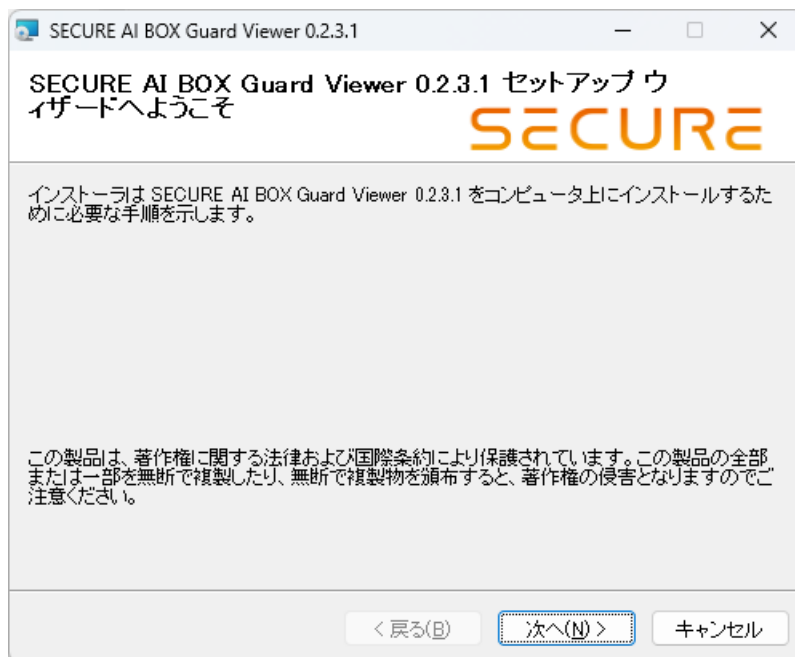 SECURE AI BOX Guard Viewer 0.2.3.1
SECURE AI BOX Guard Viewer 0.2.3.1 セットアップ ウ
ィザードへようこそ
SECURE
インストーラは SECURE AI BOX Guard Viewer 0.2.3.1 をコンピュータ上にインストールするた
めに必要な手順を示します。
この製品は、著作権に関する法律および国際条約により保護されています。この製品の全部
または一部を無断で複製したり、無断で複製物を頒布すると、著作権の侵害となりますのでご
注意ください。
< 戻る(B)
次へ(N) >
キャンセル